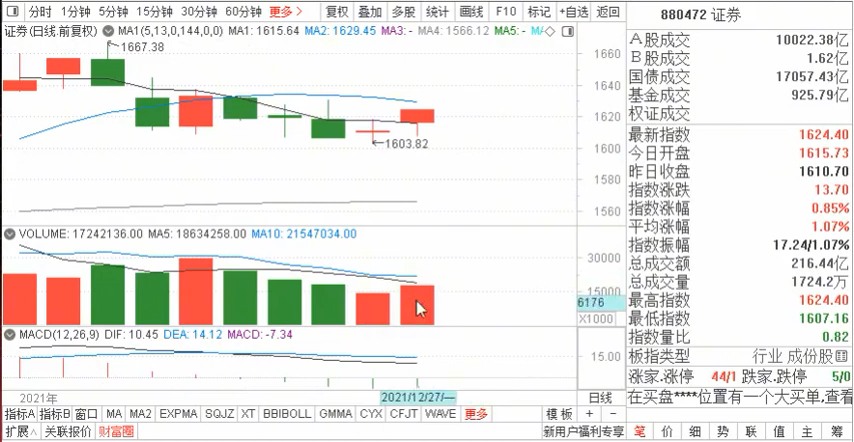 分时 1分钟 5分钟 15分钟 30分钟 60分钟 更多〉 复权 叠加 多股 统计 画线 F10 标记 +自选 返回
证券(日线.前复权) MA1(5,13,0,144,0,0) MA1: 1615.64 MA2: 1629.45 MA3: - MA4: 1566.12 MA5: -
1667.38
1660
1640
1620
1600
1580
1560
1603.82
VOLUME: 17242136.00 MA5: 18634258.00 MA10: 21547034.00
30000
15000
6176
X1000
MACD(12,26,9) DIF: 10.45 DEA: 14.12 MACD: -7.34
15.00
2021年 2021/12/27/— 日线
指标A 指标B 窗口 MA MA2 EXPMA SQJZ XT BBIBOLL GMMA CYX CFJT WAVE 更多 模板 + −
扩展∧ 关联报价 财富圈 新用户福利专享
880472 证券
A股成交 10022.38亿
B股成交 1.62亿
国债成交 17057.43亿
基金成交 925.79亿
权证成交
最新指数 1624.40
今日开盘 1615.73
昨日收盘 1610.70
指数涨跌 13.70
指数涨幅 0.85%
平均涨幅 1.07%
指数振幅 17.24/1.07%
总成交额 216.44亿
总成交量 1724.2万
最高指数 1624.40
最低指数 1607.16
指数量比 0.82
板指类型 行业 成份股
涨家.涨停 44/1 跌家.跌停 5/0
在买盘****位置有一个大买单,查看
笔 价 细 势 联 值 主 筹